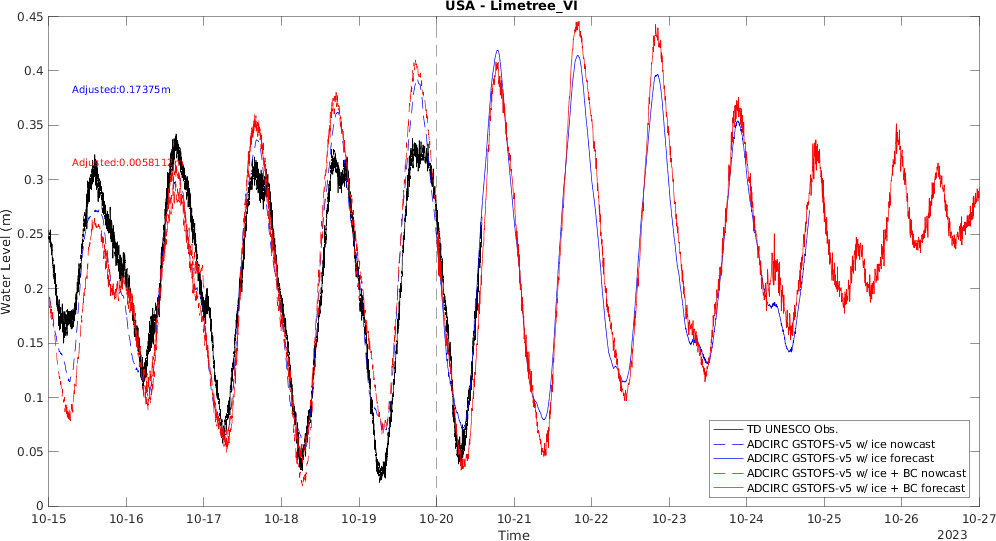 USA - Limetree_VI
0.45
0.4
0.35
0.3
0.25
0.2
0.15
0.1
0.05
0
Water Level (m)
Adjusted:0.17375m
Adjusted:0.005811
TD UNESCO Obs.
ADCIRC GSTOFS-v5 w/ ice nowcast
ADCIRC GSTOFS-v5 w/ ice forecast
ADCIRC GSTOFS-v5 w/ ice + BC nowcast
ADCIRC GSTOFS-v5 w/ ice + BC forecast
10-15 10-16 10-17 10-18 10-19 10-20 10-21 10-22 10-23 10-24 10-25 10-26 10-27
Time
2023